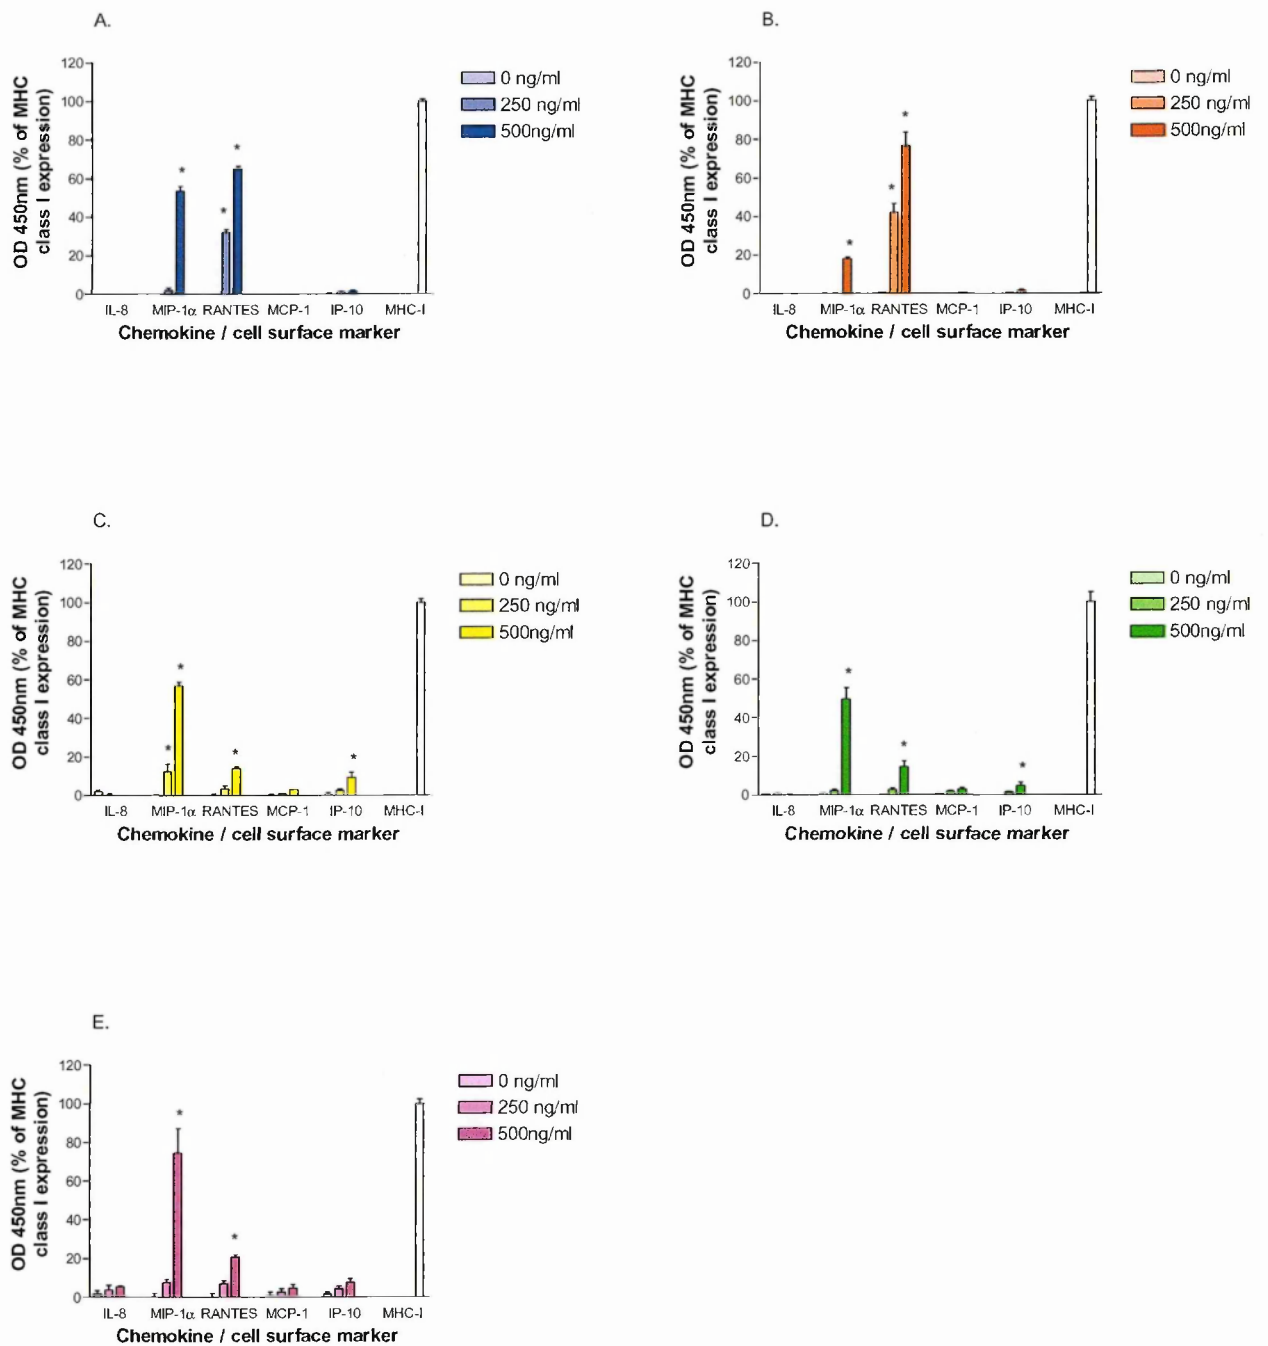 A.
OD 450nm (% of MHC
class I expression)
120
100
80
60
40
20
0
* * *
0 ng/ml
250 ng/ml
500ng/ml
IL-8 MIP-1α RANTES MCP-1 IP-10 MHC-I
Chemokine / cell surface marker
B.
OD 450nm (% of MHC
class I expression)
120
100
80
60
40
20
0
* * *
0 ng/ml
250 ng/ml
500ng/ml
IL-8 MIP-1α RANTES MCP-1 IP-10 MHC-I
Chemokine / cell surface marker
C.
OD 450nm (% of MHC
class I expression)
120
100
80
60
40
20
0
* * * *
0 ng/ml
250 ng/ml
500ng/ml
IL-8 MIP-1α RANTES MCP-1 IP-10 MHC-I
Chemokine / cell surface marker
D.
OD 450nm (% of MHC
class I expression)
120
100
80
60
40
20
0
* * *
0 ng/ml
250 ng/ml
500ng/ml
IL-8 MIP-1α RANTES MCP-1 IP-10 MHC-I
Chemokine / cell surface marker
E.
OD 450nm (% of MHC
class I expression)
120
100
80
60
40
20
0
* *
0 ng/ml
250 ng/ml
500ng/ml
IL-8 MIP-1α RANTES MCP-1 IP-10 MHC-I
Chemokine / cell surface marker